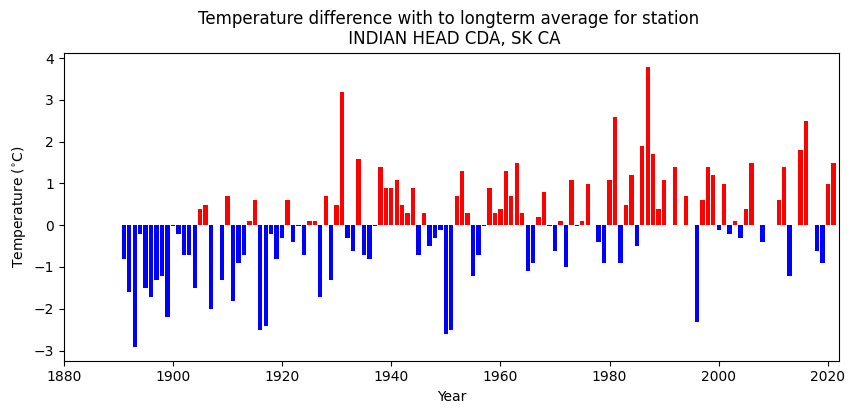 Temperature difference with to longterm average for station
INDIAN HEAD CDA, SK CA
4
3
2
1
0
−1
−2
−3
Temperature (°C)
1880 1900 1920 1940 1960 1980 2000 2020
Year